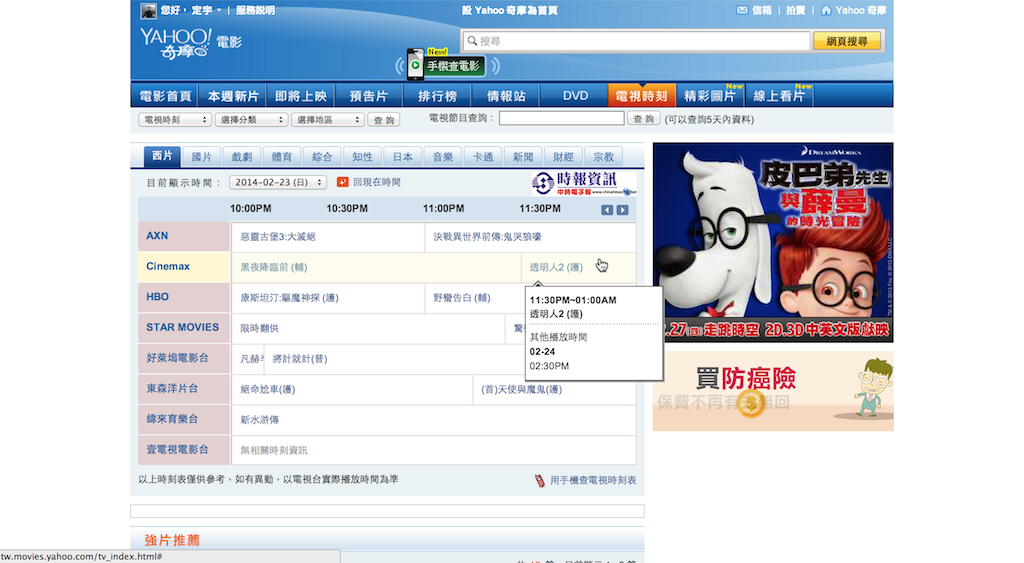 您好， 定宇 | 服務說明
設 Yahoo 奇摩為首頁
信箱 | 拍賣 | Yahoo 奇摩
YAHOO! 奇摩 電影
搜尋
網頁搜尋
New!
手機查電影
電影首頁 本週新片 即將上映 預告片 排行榜 情報站 DVD 電視時刻 精彩圖片 New 線上看片 New
電視時刻 選擇分類 選擇地區 查 詢 電視節目查詢： 查 詢 (可以查詢5天內資料)
西片 國片 戲劇 體育 綜合 知性 日本 音樂 卡通 新聞 財經 宗教
目前顯示時間： 2014-02-23 (日) 回現在時間
時報資訊
中時電子報 www.chinatimes.com
10:00PM 10:30PM 11:00PM 11:30PM
AXN 惡靈古堡3:大滅絕 決戰異世界前傳:鬼哭狼嚎
Cinemax 黑夜降臨前 (輔) 透明人2 (護)
HBO 康斯坦汀:驅魔神探 (護) 野蠻告白 (輔)
STAR MOVIES 限時翻供 驚
好萊塢電影台 凡赫 將計就計(普)
東森洋片台 絕命尬車(護) (首)天使與魔鬼(護)
緯來育樂台 新水滸傳
壹電視電影台 無相關時刻資訊
11:30PM~01:00AM
透明人2 (護)
其他播放時間
02-24
02:30PM
以上時刻表僅供參考，如有異動，以電視台實際播放時間為準
用手機查電視時刻表
強片推薦
DREAMWORKS
皮巴弟先生
與薛曼
的時光冒險
2.27(四)走跳時空 2D.3D中英文版獻映
買防癌險
保費不再有去無回
tw.movies.yahoo.com/tv_index.html#